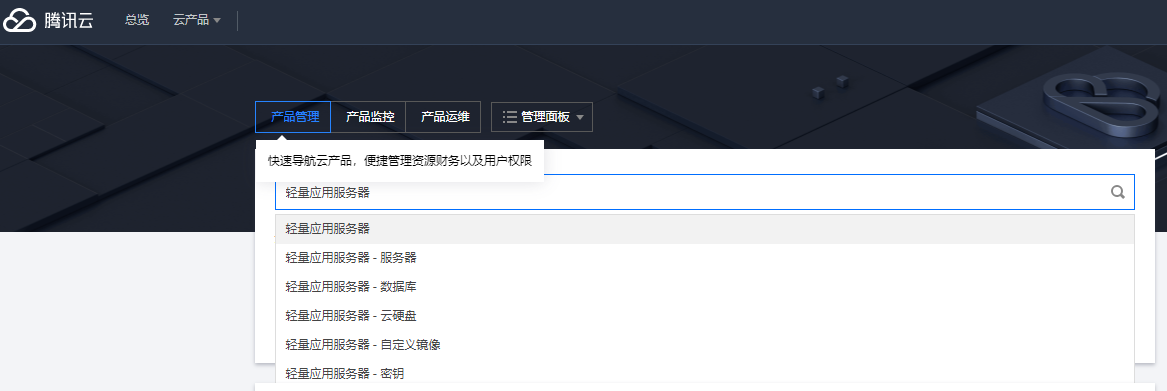 腾讯云 总览 云产品
产品管理 产品监控 产品运维 管理面板
快速导航云产品，便捷管理资源财务以及用户权限
轻量应用服务器
轻量应用服务器
轻量应用服务器 - 服务器
轻量应用服务器 - 数据库
轻量应用服务器 - 云硬盘
轻量应用服务器 - 自定义镜像
轻量应用服务器 - 密钥